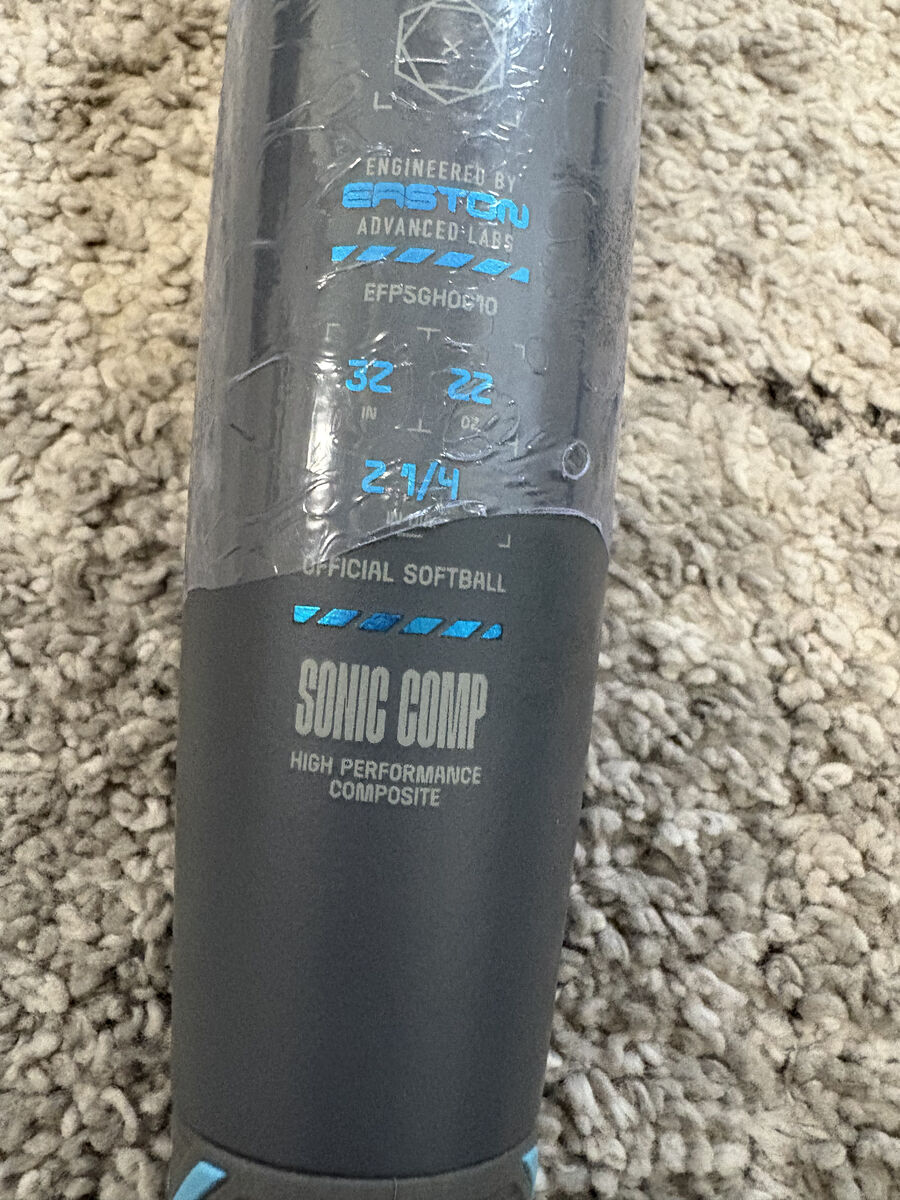 ENGINEERED BY
EASTON
ADVANCED LABS
32 22
IN OZ
2 1/4
OFFICIAL SOFTBALL
SONIC COMP
HIGH PERFORMANCE
COMPOSITE